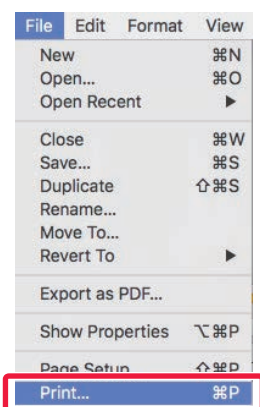 File Edit Format View
New ⌘N
Open... ⌘O
Open Recent ▶
Close ⌘W
Save... ⌘S
Duplicate ⇧⌘S
Rename...
Move To...
Revert To ▶
Export as PDF...
Show Properties ⌥⌘P
Page Setup ⇧⌘P
Print... ⌘P